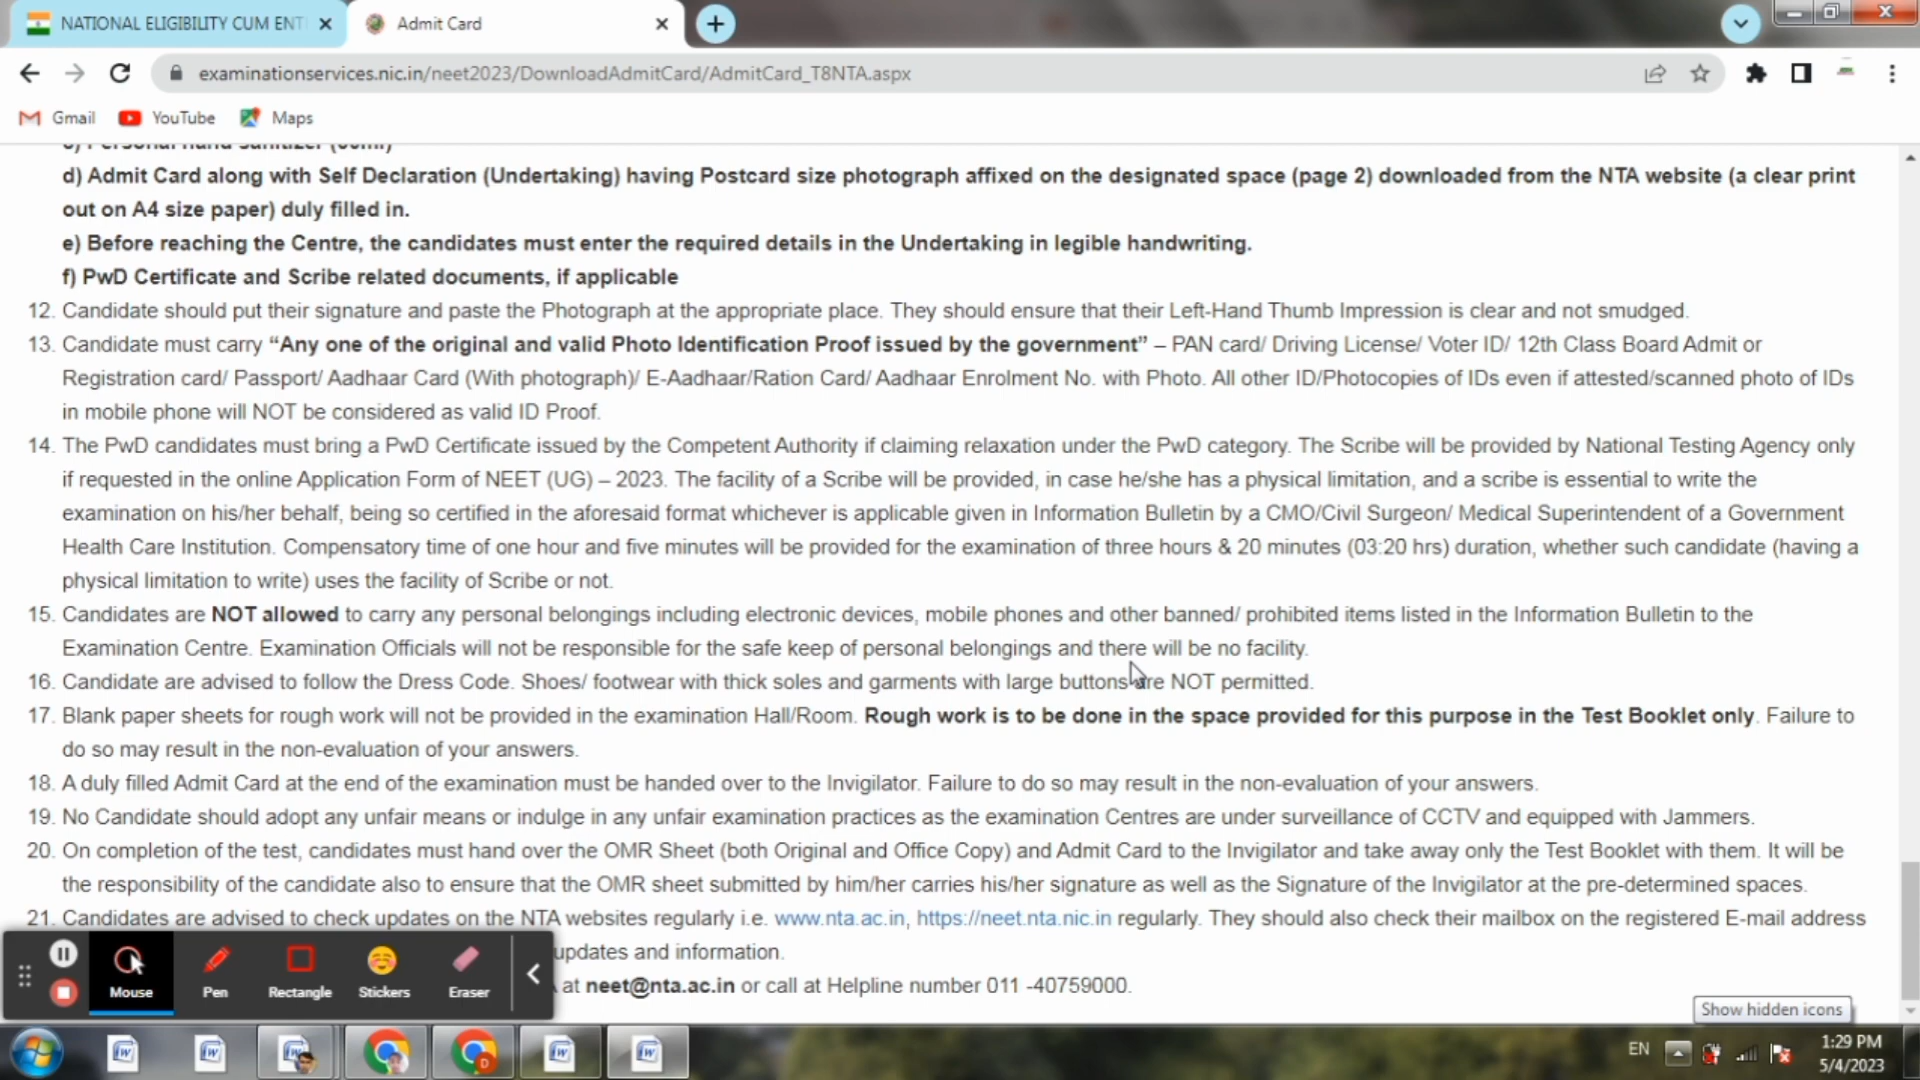 NATIONAL ELIGIBILITY CUM ENT
Admit Card
examinationservices.nic.in/neet2023/DownloadAdmitCard/AdmitCard_T8NTA.aspx
Gmail
YouTube
Maps
d) Admit Card along with Self Declaration (Undertaking) having Postcard size photograph affixed on the designated space (page 2) downloaded from the NTA website (a clear print
out on A4 size paper) duly filled in.
e) Before reaching the Centre, the candidates must enter the required details in the Undertaking in legible handwriting.
f) PwD Certificate and Scribe related documents, if applicable
12. Candidate should put their signature and paste the Photograph at the appropriate place. They should ensure that their Left-Hand Thumb Impression is clear and not smudged.
13. Candidate must carry “Any one of the original and valid Photo Identification Proof issued by the government” – PAN card/ Driving License/ Voter ID/ 12th Class Board Admit or
Registration card/ Passport/ Aadhaar Card (With photograph)/ E-Aadhaar/Ration Card/ Aadhaar Enrolment No. with Photo. All other ID/Photocopies of IDs even if attested/scanned photo of IDs
in mobile phone will NOT be considered as valid ID Proof.
14. The PwD candidates must bring a PwD Certificate issued by the Competent Authority if claiming relaxation under the PwD category. The Scribe will be provided by National Testing Agency only
if requested in the online Application Form of NEET (UG) – 2023. The facility of a Scribe will be provided, in case he/she has a physical limitation, and a scribe is essential to write the
examination on his/her behalf, being so certified in the aforesaid format whichever is applicable given in Information Bulletin by a CMO/Civil Surgeon/ Medical Superintendent of a Government
Health Care Institution. Compensatory time of one hour and five minutes will be provided for the examination of three hours & 20 minutes (03:20 hrs) duration, whether such candidate (having a
physical limitation to write) uses the facility of Scribe or not.
15. Candidates are NOT allowed to carry any personal belongings including electronic devices, mobile phones and other banned/ prohibited items listed in the Information Bulletin to the
Examination Centre. Examination Officials will not be responsible for the safe keep of personal belongings and there will be no facility.
16. Candidate are advised to follow the Dress Code. Shoes/ footwear with thick soles and garments with large buttons are NOT permitted.
17. Blank paper sheets for rough work will not be provided in the examination Hall/Room. Rough work is to be done in the space provided for this purpose in the Test Booklet only. Failure to
do so may result in the non-evaluation of your answers.
18. A duly filled Admit Card at the end of the examination must be handed over to the Invigilator. Failure to do so may result in the non-evaluation of your answers.
19. No Candidate should adopt any unfair means or indulge in any unfair examination practices as the examination Centres are under surveillance of CCTV and equipped with Jammers.
20. On completion of the test, candidates must hand over the OMR Sheet (both Original and Office Copy) and Admit Card to the Invigilator and take away only the Test Booklet with them. It will be
the responsibility of the candidate also to ensure that the OMR sheet submitted by him/her carries his/her signature as well as the Signature of the Invigilator at the pre-determined spaces.
21. Candidates are advised to check updates on the NTA websites regularly i.e. www.nta.ac.in, https://neet.nta.nic.in regularly. They should also check their mailbox on the registered E-mail address
updates and information.
at neet@nta.ac.in or call at Helpline number 011 -40759000.
Mouse
Pen
Rectangle
Stickers
Eraser
Show hidden icons
EN
1:29 PM
5/4/2023